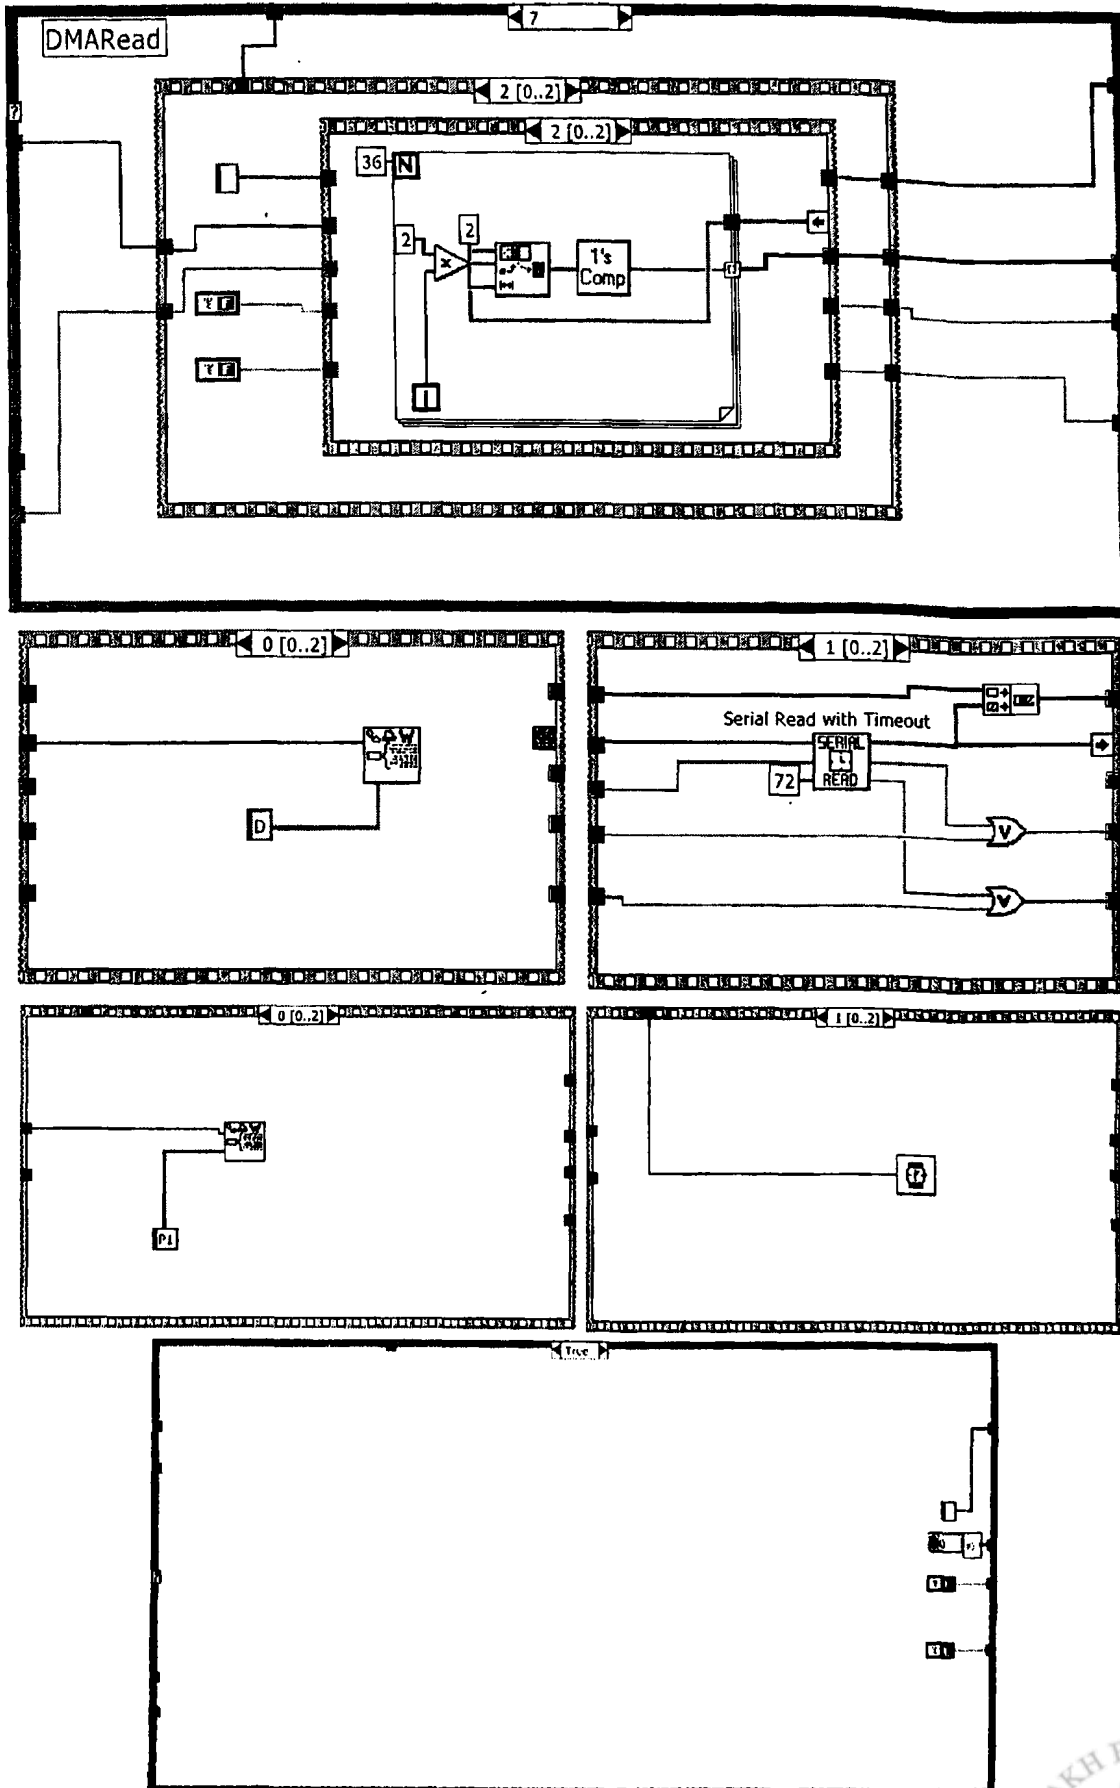 7
DMARead
?
2 [0..2]
2 [0..2]
36 N
2
2
x
1's
Comp
i
0 [0..2]
D
1 [0..2]
Serial Read with Timeout
SERIAL
READ
72
V
V
0 [0..2]
1 [0..2]
True